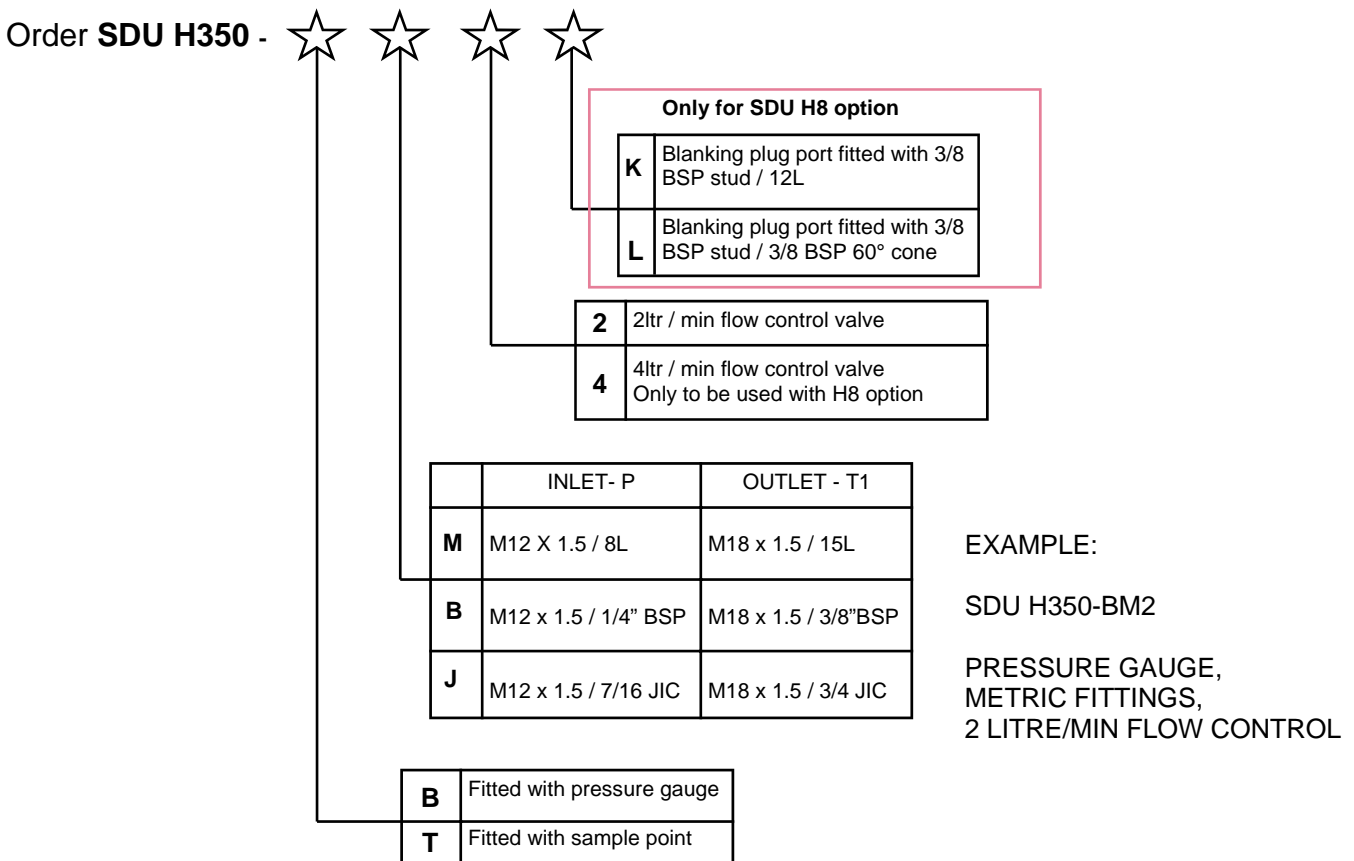 Order SDU H350 -
Only for SDU H8 option
K
Blanking plug port fitted with 3/8
BSP stud / 12L
L
Blanking plug port fitted with 3/8
BSP stud / 3/8 BSP 60° cone
2
2ltr / min flow control valve
4
4ltr / min flow control valve
Only to be used with H8 option
INLET- P
OUTLET - T1
M
M12 X 1.5 / 8L
M18 x 1.5 / 15L
B
M12 x 1.5 / 1/4” BSP
M18 x 1.5 / 3/8”BSP
J
M12 x 1.5 / 7/16 JIC
M18 x 1.5 / 3/4 JIC
EXAMPLE:
SDU H350-BM2
PRESSURE GAUGE,
METRIC FITTINGS,
2 LITRE/MIN FLOW CONTROL
B
Fitted with pressure gauge
T
Fitted with sample point